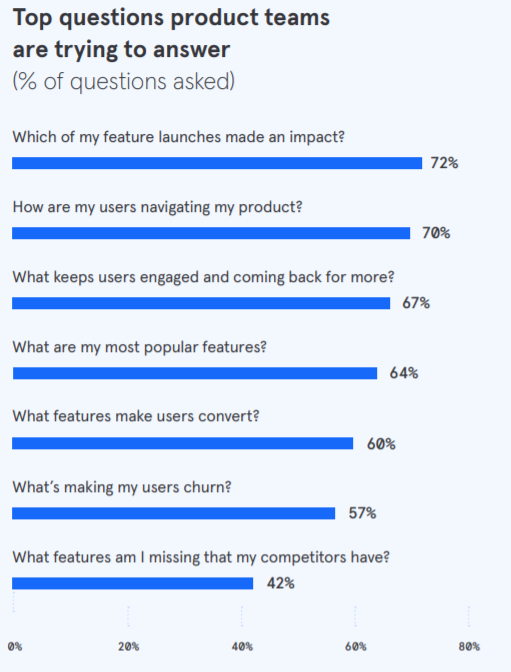 Top questions product teams
are trying to answer
(% of questions asked)
Which of my feature launches made an impact?
72%
How are my users navigating my product?
70%
What keeps users engaged and coming back for more?
67%
What are my most popular features?
64%
What features make users convert?
60%
What’s making my users churn?
57%
What features am I missing that my competitors have?
42%
0% 20% 40% 60% 80%